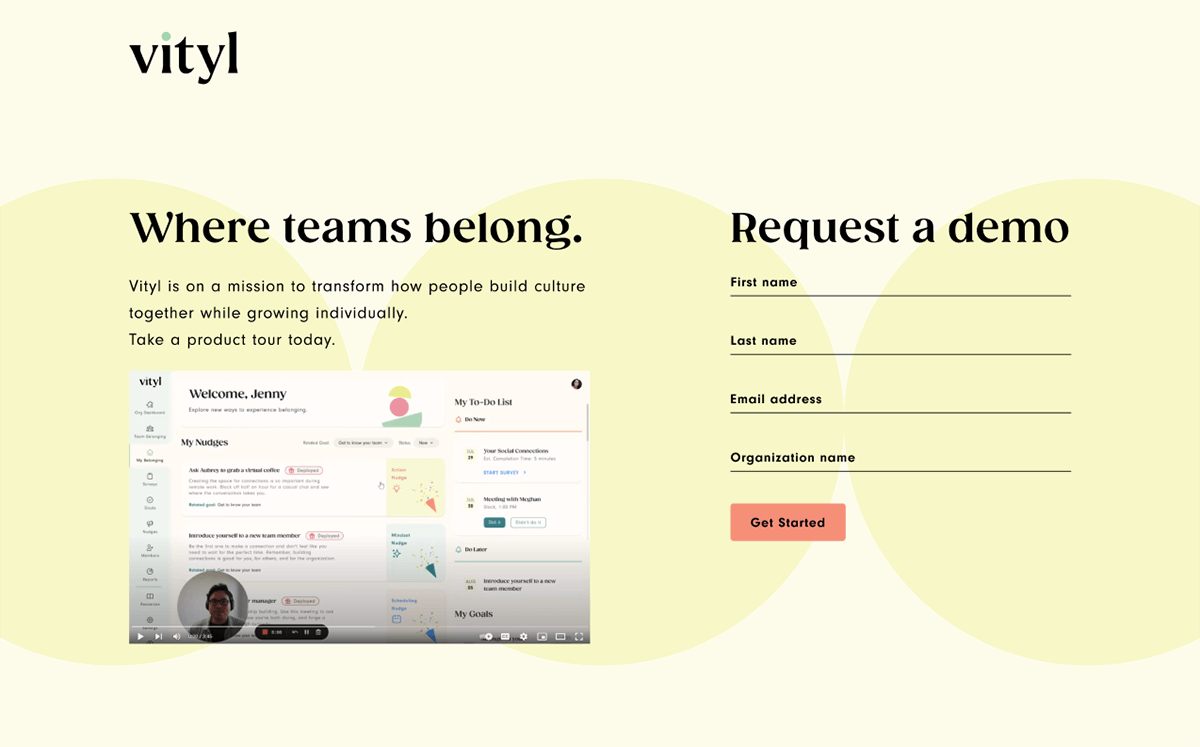 vityl
Where teams belong.
Vityl is on a mission to transform how people build culture
together while growing individually.
Take a product tour today.
Request a demo
First name
Last name
Email address
Organization name
Get Started
vityl
Org Dashboard
Team Belonging
My Belonging
Surveys
Goals
Nudges
Members
Reports
Resources
Welcome, Jenny
Explore new ways to experience belonging.
My Nudges
Related Goal:
Get to know your team
Status:
New
Ask Aubrey to grab a virtual coffee
Deployed
Creating the space for connections is so important during
remote work. Block off half an hour for a casual chat and see
where the conversations takes you.
Related goal: Get to know your team
Action
Nudge
Introduce yourself to a new team member
Deployed
Be the first one to make a connection and don't feel like you
need to wait for the perfect time. Remember, building
connections is good for you, for others, and for the organization.
Related goal: Get to know your team
Mindset
Nudge
manager
Deployed
Scheduling
Nudge
My To-Do List
Do Now
Your Social Connections
Est. Completion Time: 5 minutes
START SURVEY
Meeting with Meghan
Slack, 1:00 PM
Did it
Didn't do it
Do Later
AUG
05
Introduce yourself to a new
team member
My Goals